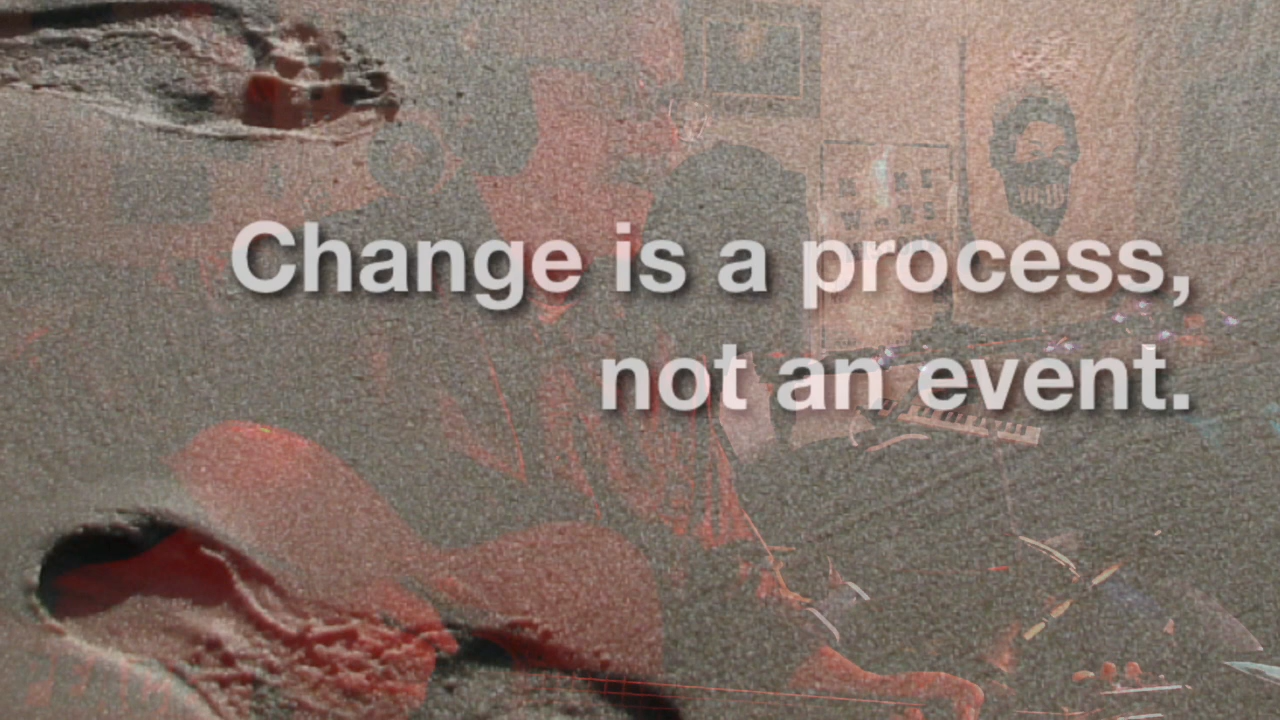 Change is a process,
not an event.